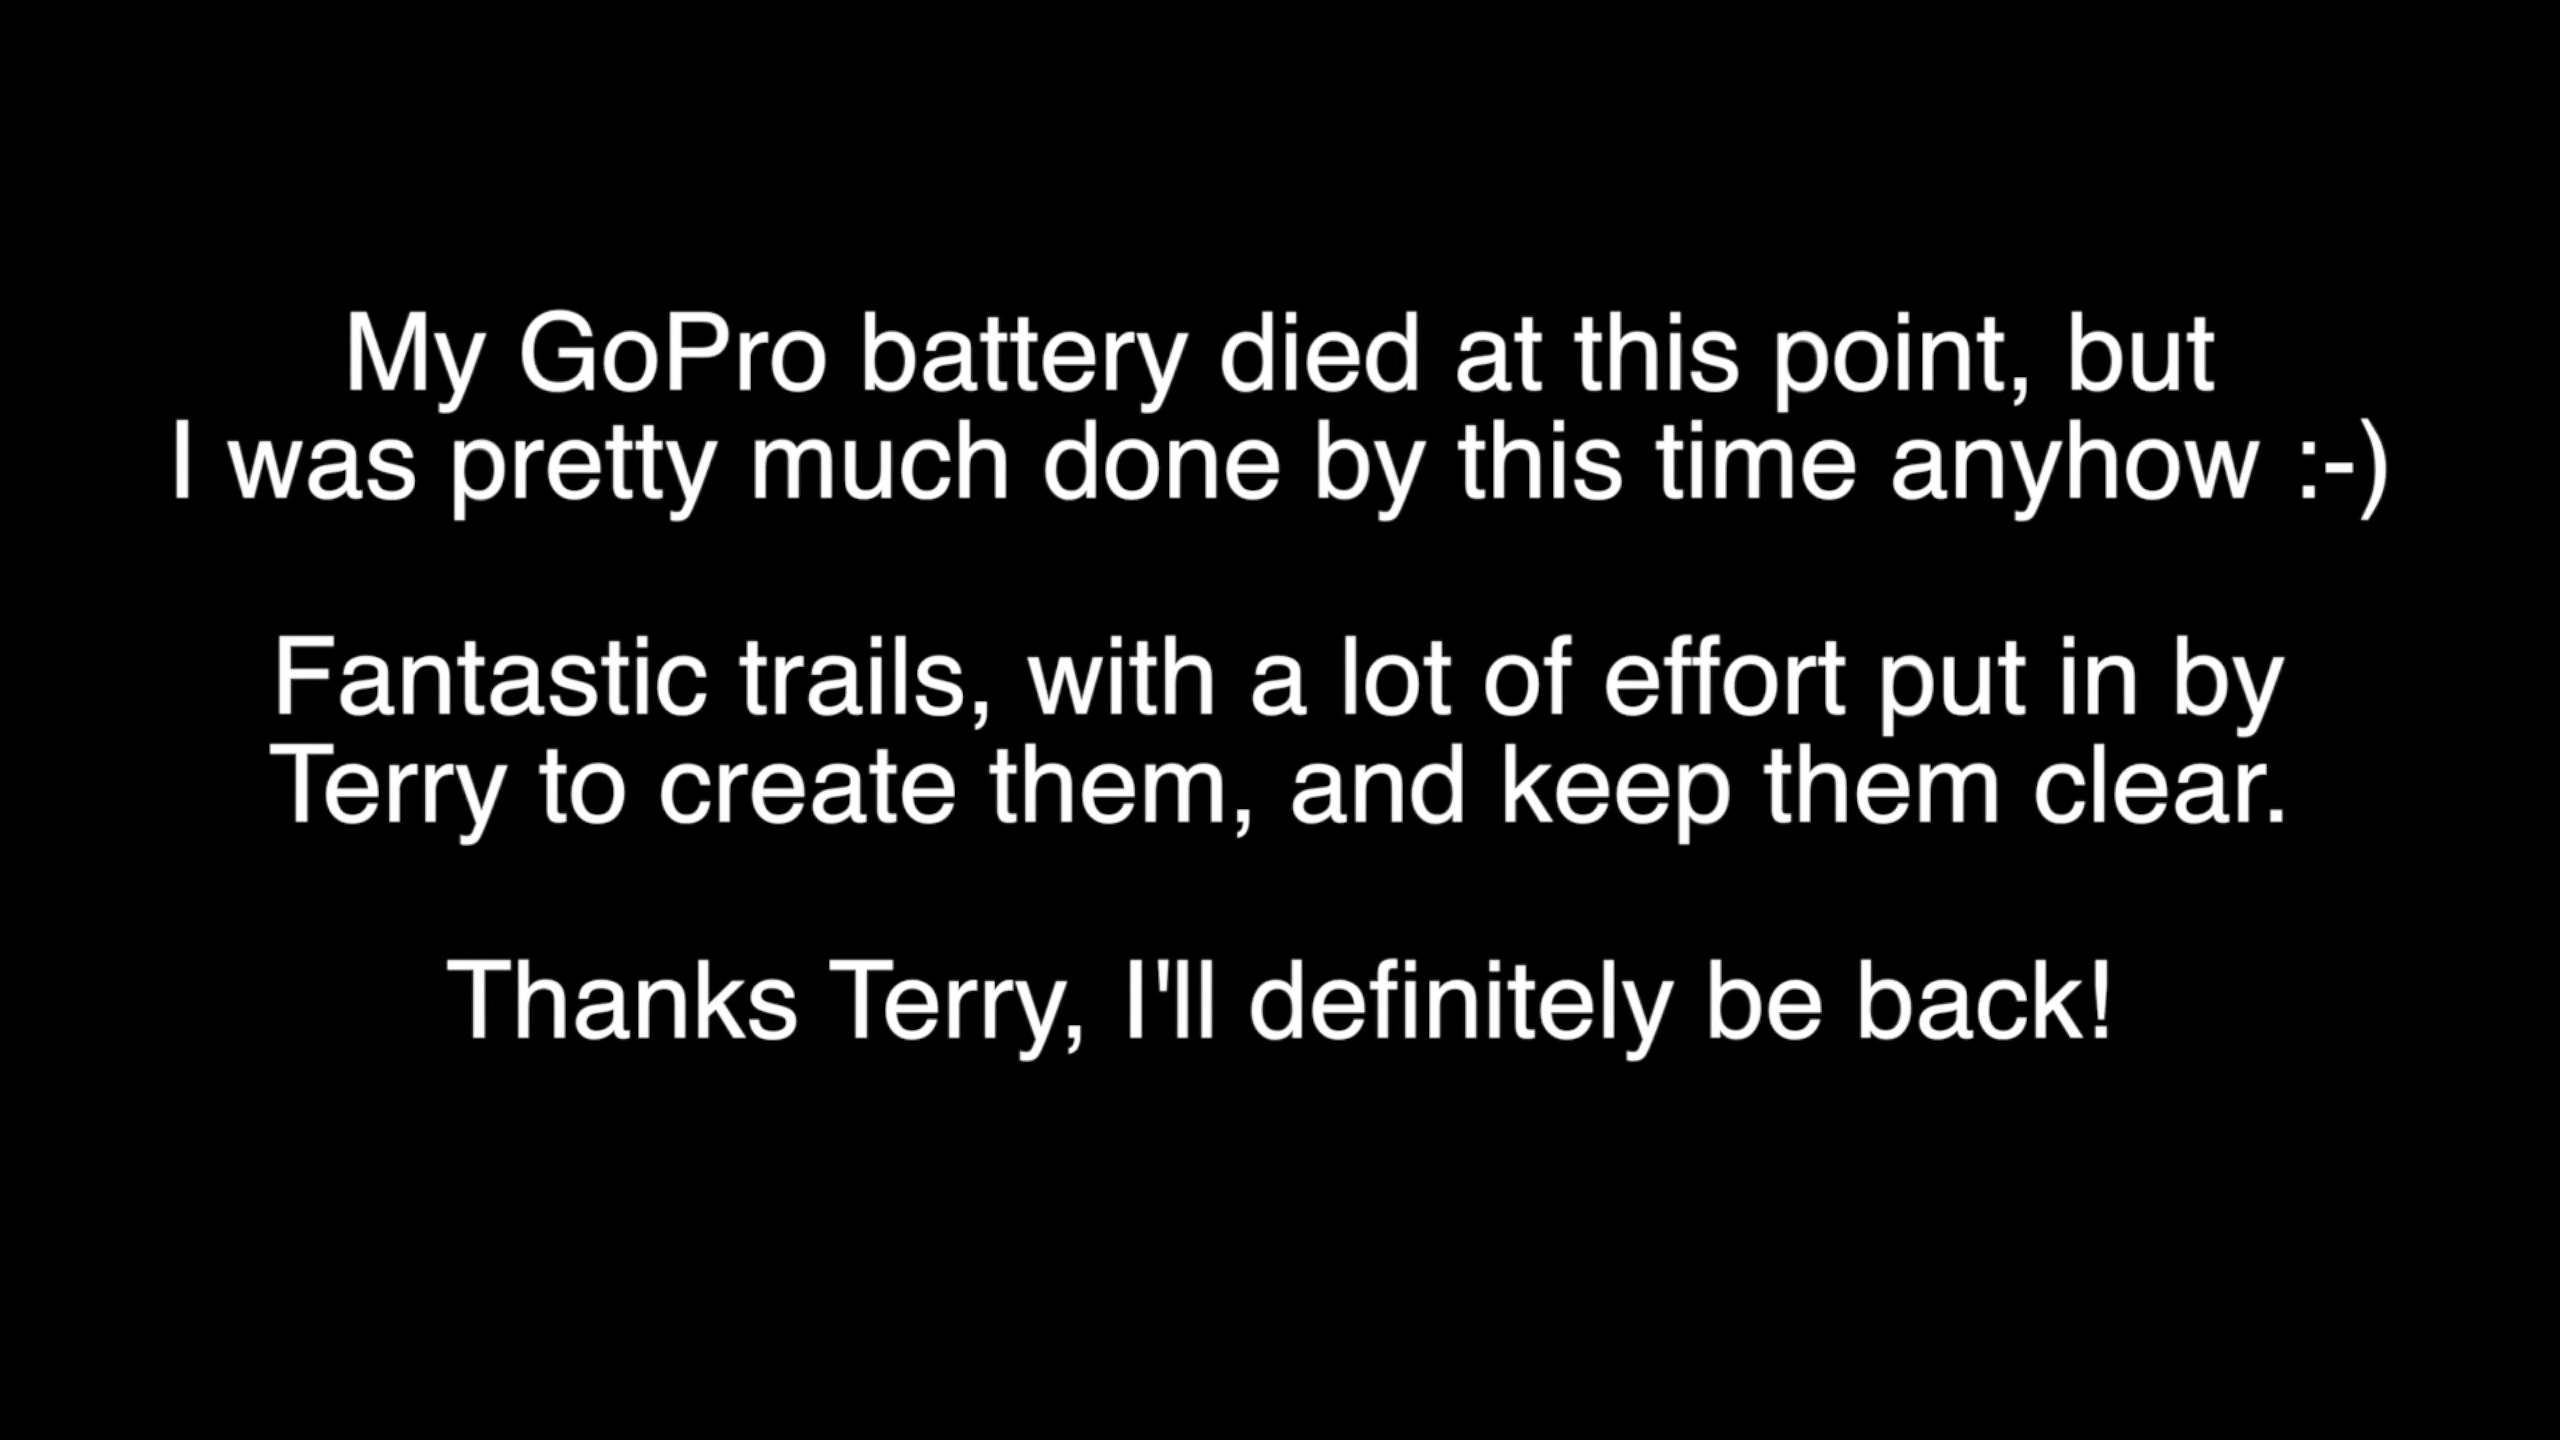 My GoPro battery died at this point, but
I was pretty much done by this time anyhow :-)
Fantastic trails, with a lot of effort put in by
Terry to create them, and keep them clear.
Thanks Terry, I'll definitely be back!